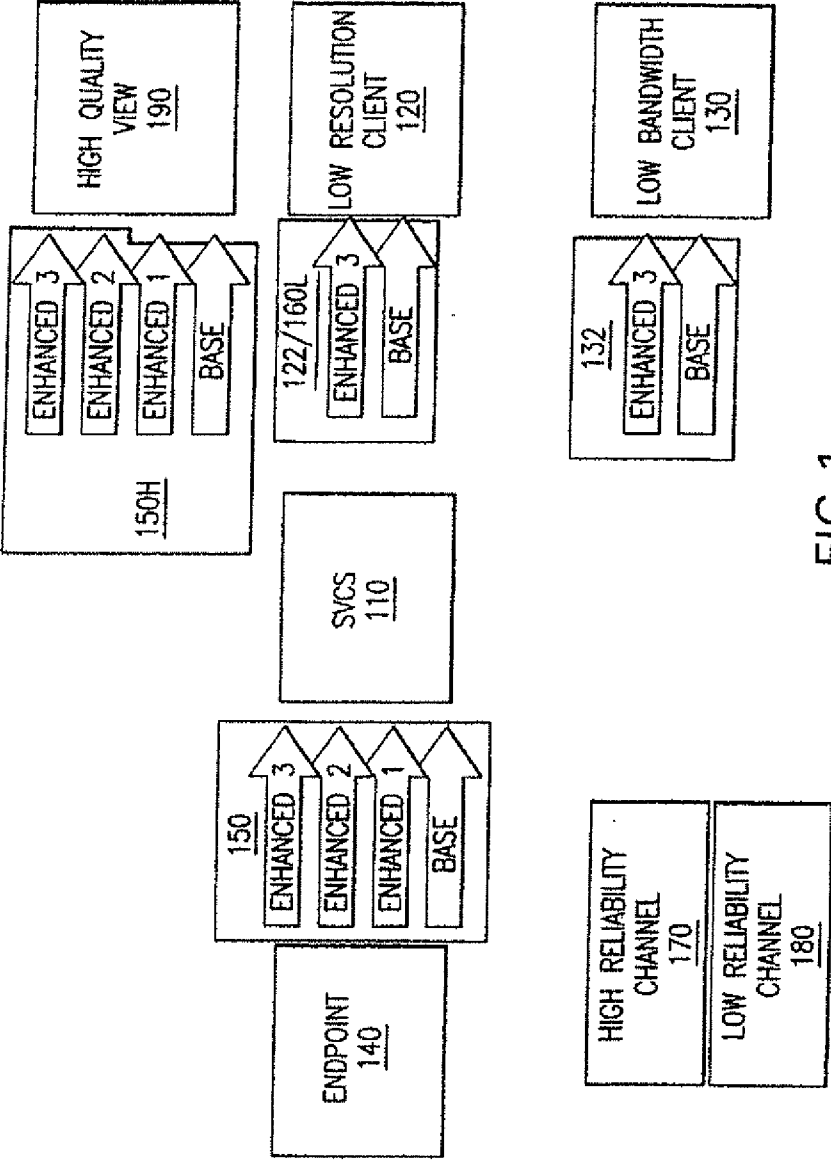 150H
ENHANCED 3
ENHANCED 2
ENHANCED 1
BASE
HIGH QUALITY
VIEW
190
ENDPOINT
140
150
ENHANCED 3
ENHANCED 2
ENHANCED 1
BASE
SVCS
110
122/160L
ENHANCED 3
BASE
LOW RESOLUTION
CLIENT
120
HIGH RELIABILITY
CHANNEL
170
LOW RELIABILITY
CHANNEL
180
132
ENHANCED 3
BASE
LOW BANDWIDTH
CLIENT
130
FIG. 1